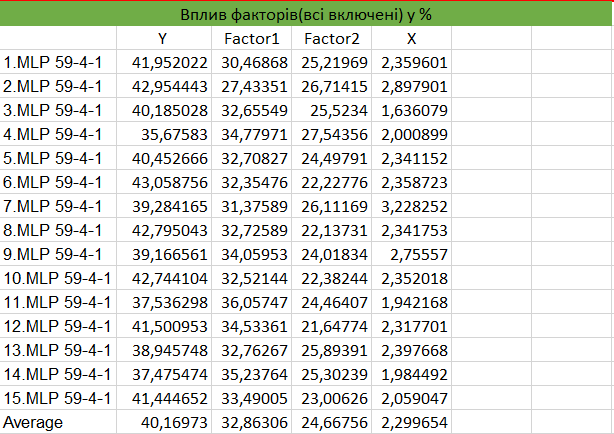 Вплив факторів(всі включені) у %
Y Factor1 Factor2 X
1.MLP 59-4-1 41,952022 30,46868 25,21969 2,359601
2.MLP 59-4-1 42,954443 27,43351 26,71415 2,897901
3.MLP 59-4-1 40,185028 32,65549 25,5234 1,636079
4.MLP 59-4-1 35,67583 34,77971 27,54356 2,000899
5.MLP 59-4-1 40,452666 32,70827 24,49791 2,341152
6.MLP 59-4-1 43,058756 32,35476 22,22776 2,358723
7.MLP 59-4-1 39,284165 31,37589 26,11169 3,228252
8.MLP 59-4-1 42,795043 32,72589 22,13731 2,341753
9.MLP 59-4-1 39,166561 34,05953 24,01834 2,75557
10.MLP 59-4-1 42,744104 32,52144 22,38244 2,352018
11.MLP 59-4-1 37,536298 36,05747 24,46407 1,942168
12.MLP 59-4-1 41,500953 34,53361 21,64774 2,317701
13.MLP 59-4-1 38,945748 32,76267 25,89391 2,397668
14.MLP 59-4-1 37,475474 35,23764 25,30239 1,984492
15.MLP 59-4-1 41,444652 33,49005 23,00626 2,059047
Average 40,16973 32,86306 24,66756 2,299654